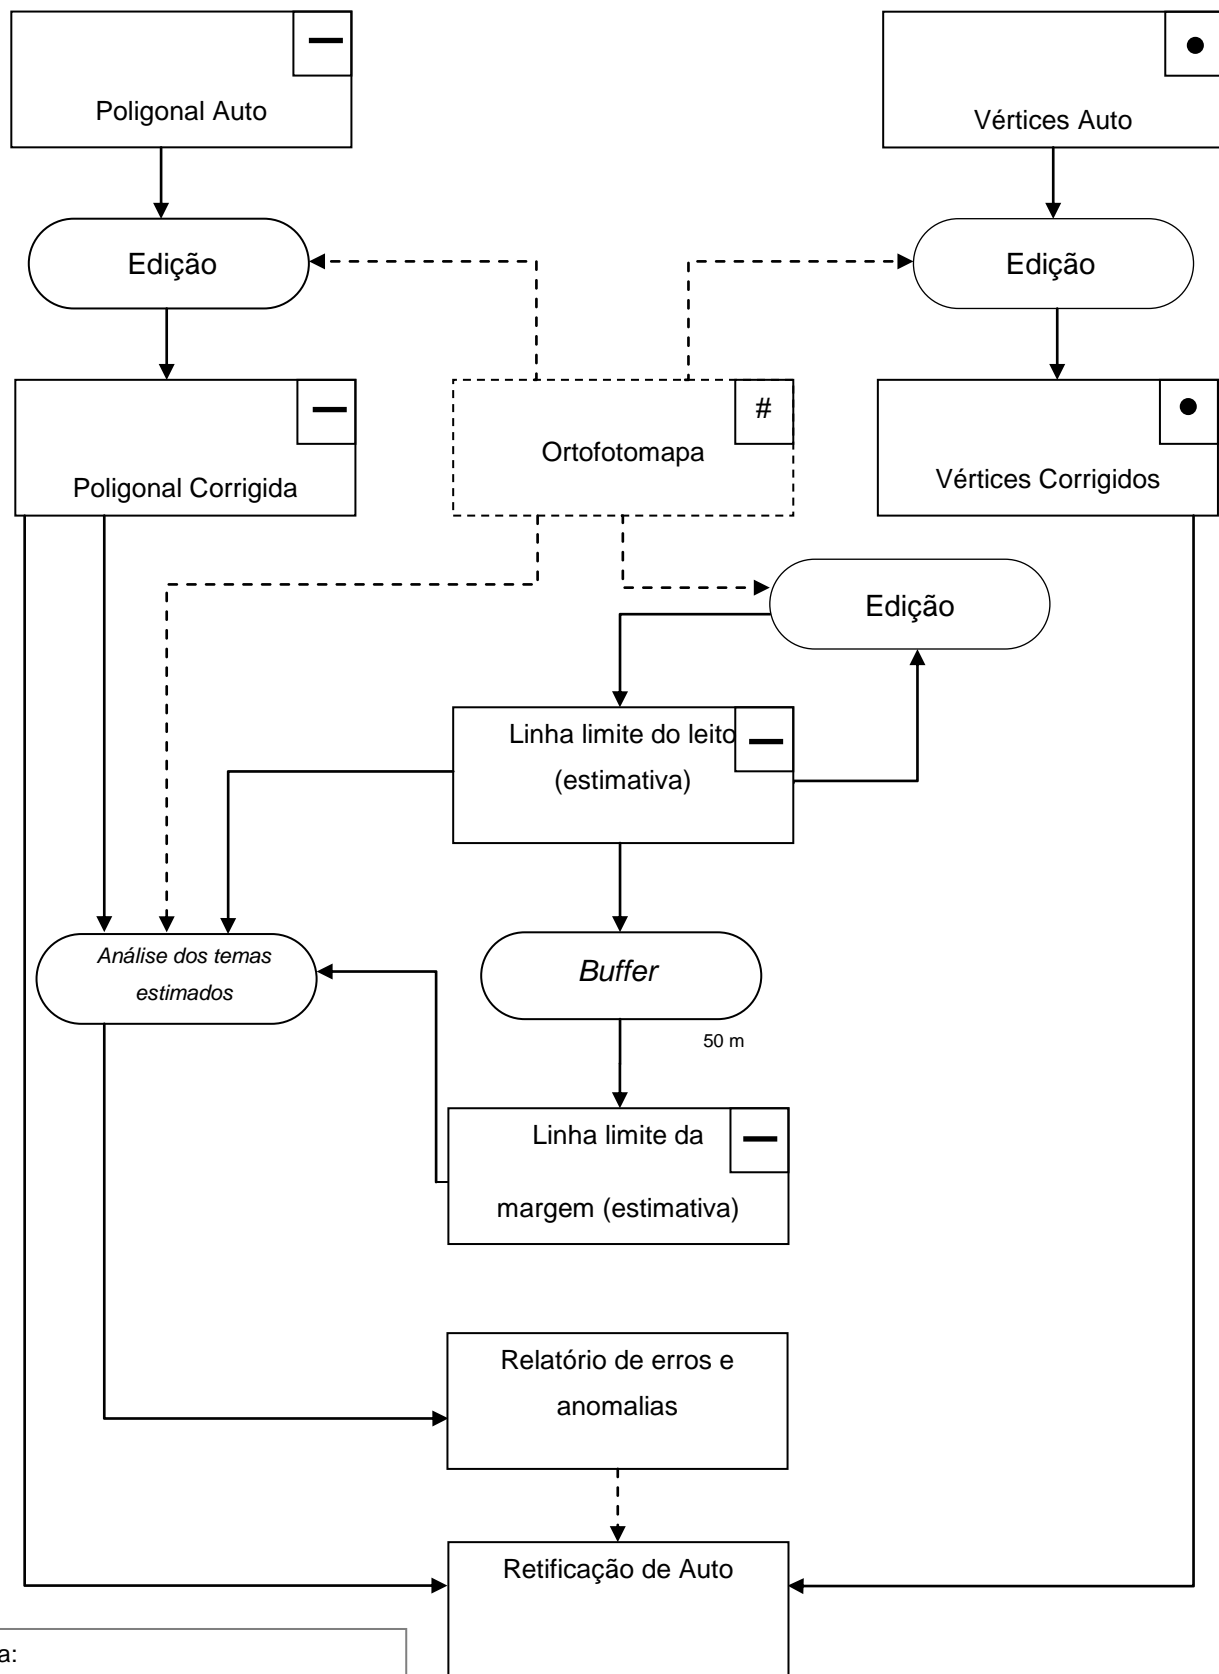 Poligonal Auto
Vértices Auto
Edição
Edição
#
Ortofotomapa
Poligonal Corrigida
Vértices Corrigidos
Edição
Linha limite do leito
(estimativa)
Análise dos temas
estimados
Buffer
50 m
Linha limite da
margem (estimativa)
Relatório de erros e
anomalias
Retificação de Auto
a: